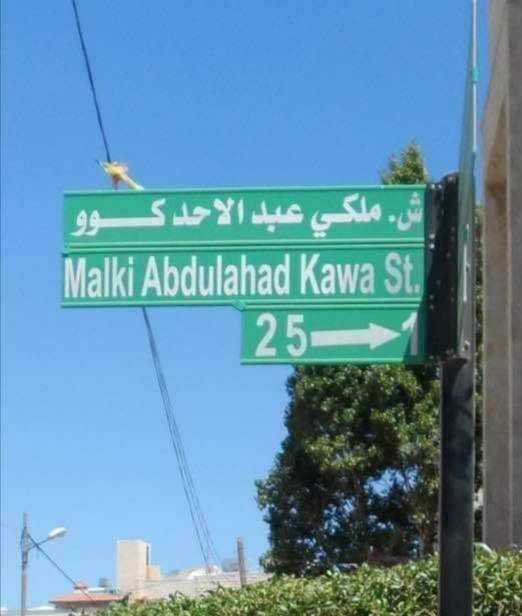 ش. ملكي عبد الاحد كوو
Malki Abdulahad Kawa St.
25 → 1